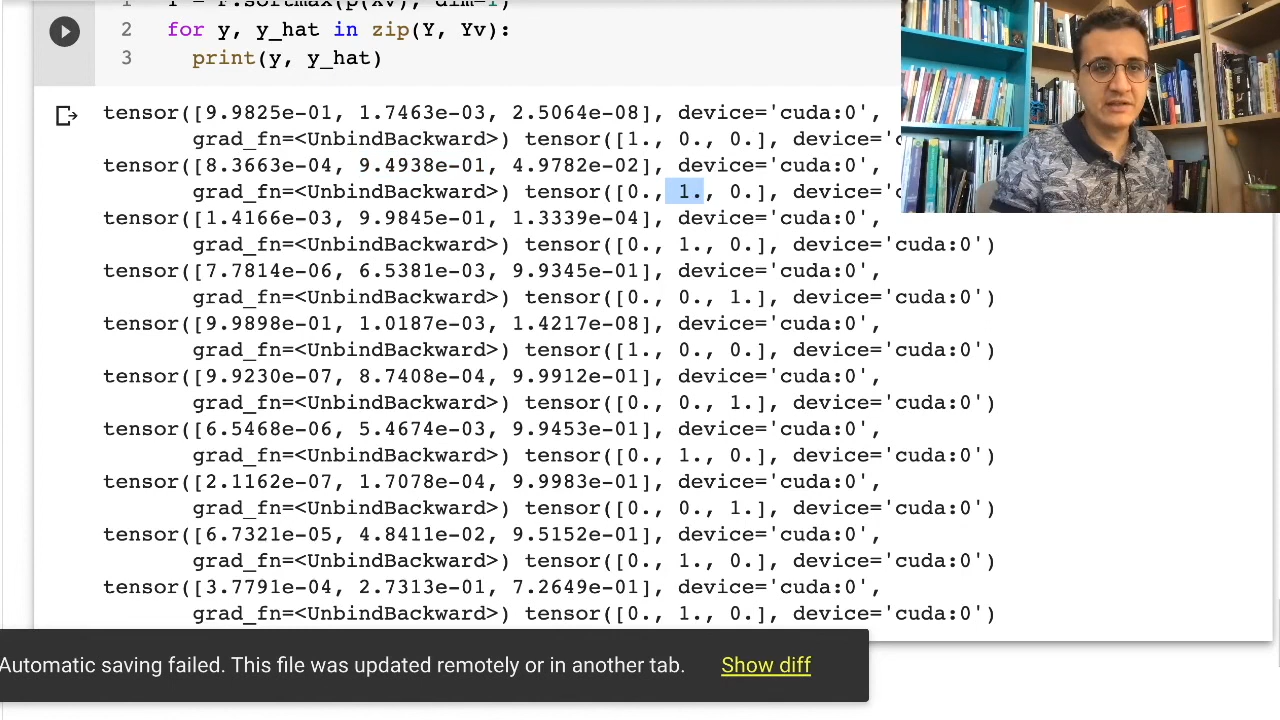 1 Y = F.softmax(p(Xv), dim=1)
2 for y, y_hat in zip(Y, Yv):
3 print(y, y_hat)
tensor([9.9825e-01, 1.7463e-03, 2.5064e-08], device='cuda:0',
grad_fn=<UnbindBackward>) tensor([1., 0., 0.], device='c
tensor([8.3663e-04, 9.4938e-01, 4.9782e-02], device='cuda:0',
grad_fn=<UnbindBackward>) tensor([0., 1., 0.], device='c
tensor([1.4166e-03, 9.9845e-01, 1.3339e-04], device='cuda:0',
grad_fn=<UnbindBackward>) tensor([0., 1., 0.], device='cuda:0')
tensor([7.7814e-06, 6.5381e-03, 9.9345e-01], device='cuda:0',
grad_fn=<UnbindBackward>) tensor([0., 0., 1.], device='cuda:0')
tensor([9.9898e-01, 1.0187e-03, 1.4217e-08], device='cuda:0',
grad_fn=<UnbindBackward>) tensor([1., 0., 0.], device='cuda:0')
tensor([9.9230e-07, 8.7408e-04, 9.9912e-01], device='cuda:0',
grad_fn=<UnbindBackward>) tensor([0., 0., 1.], device='cuda:0')
tensor([6.5468e-06, 5.4674e-03, 9.9453e-01], device='cuda:0',
grad_fn=<UnbindBackward>) tensor([0., 1., 0.], device='cuda:0')
tensor([2.1162e-07, 1.7078e-04, 9.9983e-01], device='cuda:0',
grad_fn=<UnbindBackward>) tensor([0., 0., 1.], device='cuda:0')
tensor([6.7321e-05, 4.8411e-02, 9.5152e-01], device='cuda:0',
grad_fn=<UnbindBackward>) tensor([0., 1., 0.], device='cuda:0')
tensor([3.7791e-04, 2.7313e-01, 7.2649e-01], device='cuda:0',
grad_fn=<UnbindBackward>) tensor([0., 1., 0.], device='cuda:0')
Automatic saving failed. This file was updated remotely or in another tab. Show diff